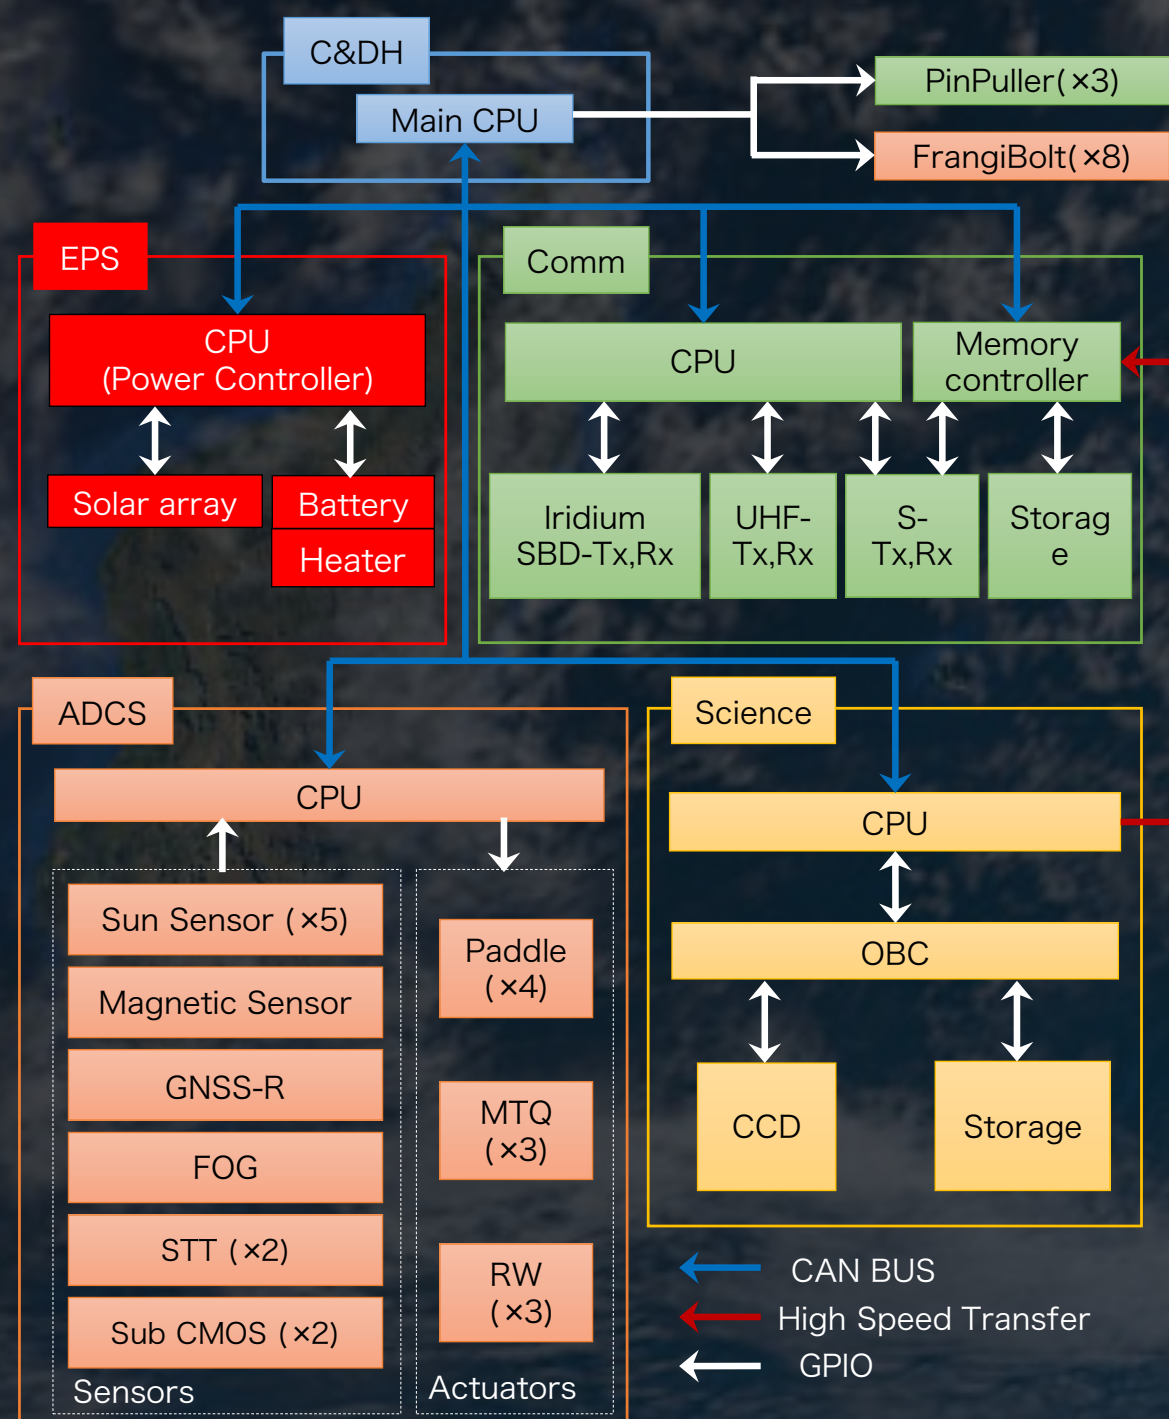 C&DH
Main CPU
PinPuller(×3)
FrangiBolt(×8)
EPS
CPU
(Power Controller)
Solar array
Battery
Heater
Comm
CPU
Memory
controller
Iridium
SBD-Tx,Rx
UHF-
Tx,Rx
S-
Tx,Rx
Storag
e
ADCS
CPU
Sun Sensor (×5)
Magnetic Sensor
GNSS-R
FOG
STT (×2)
Sub CMOS (×2)
Sensors
Paddle
(×4)
MTQ
(×3)
RW
(×3)
Actuators
Science
CPU
OBC
CCD
Storage
CAN BUS
High Speed Transfer
GPIO